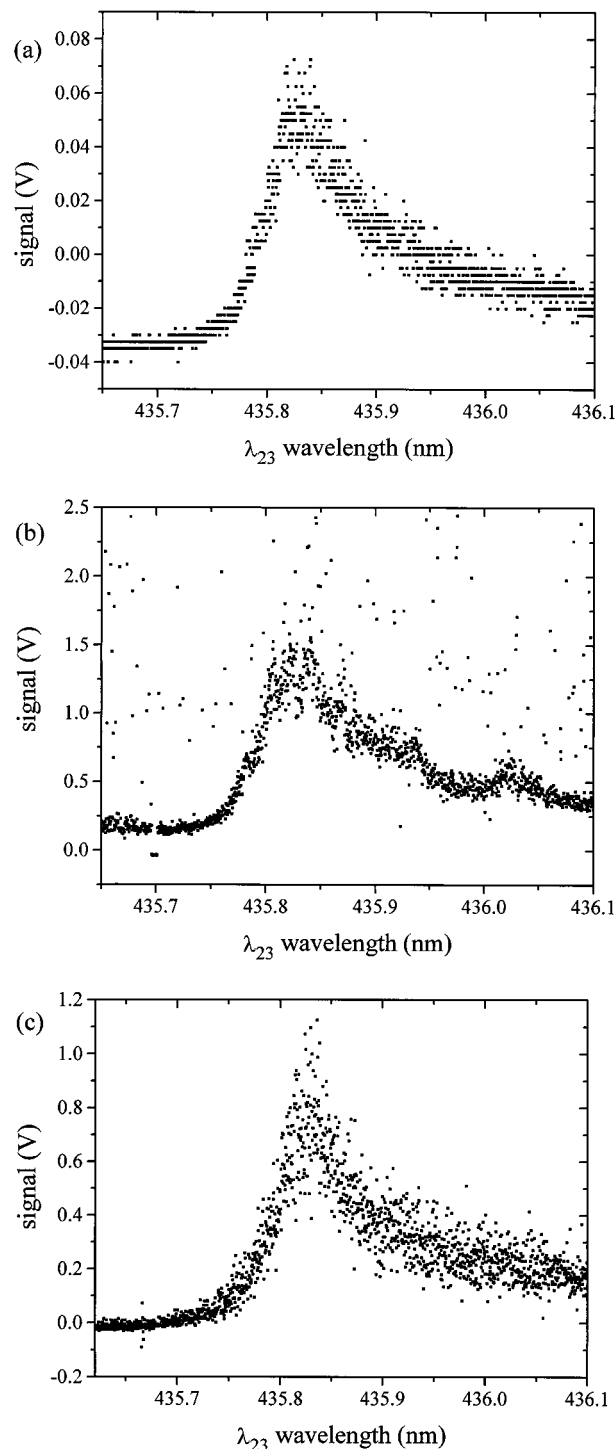 (a)
signal (V)
0.08
0.06
0.04
0.02
0.00
-0.02
-0.04
435.7 435.8 435.9 436.0 436.1
λ23 wavelength (nm)
(b)
signal (V)
2.5
2.0
1.5
1.0
0.5
0.0
435.7 435.8 435.9 436.0 436.1
λ23 wavelength (nm)
(c)
signal (V)
1.2
1.0
0.8
0.6
0.4
0.2
0.0
-0.2
435.7 435.8 435.9 436.0 436.1
λ23 wavelength (nm)